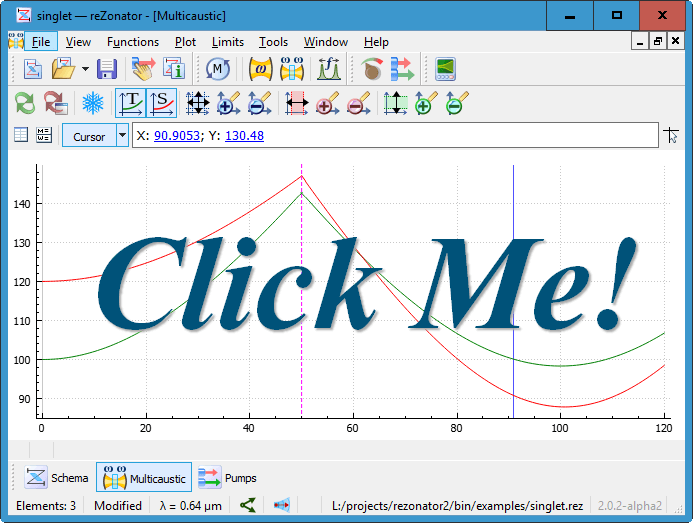 singlet — reZonator - [Multicaustic]
File View Functions Plot Limits Tools Window Help
M
ω ω ω f
T S
Cursor X: 90.9053; Y: 130.48
140
130
120
110
100
90
Click Me!
0 20 40 60 80 100 120
Schema ω ω Multicaustic Pumps
Elements: 3 Modified λ = 0.64 µm L:/projects/rezonator2/bin/examples/singlet.rez 2.0.2-alpha2